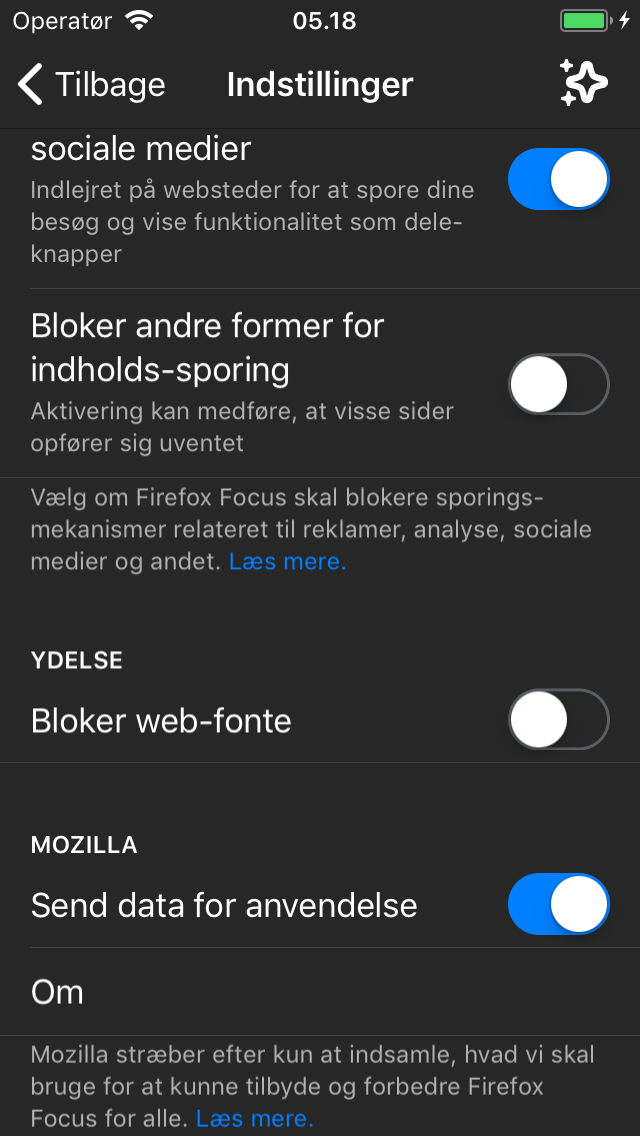 Operatør 05.18
Tilbage Indstillinger
sociale medier
Indlejret på websteder for at spore dine
besøg og vise funktionalitet som dele-
knapper
Bloker andre former for
indholds-sporing
Aktivering kan medføre, at visse sider
opfører sig uventet
Vælg om Firefox Focus skal blokere sporings-
mekanismer relateret til reklamer, analyse, sociale
medier og andet. Læs mere.
YDELSE
Bloker web-fonte
MOZILLA
Send data for anvendelse
Om
Mozilla stræber efter kun at indsamle, hvad vi skal
bruge for at kunne tilbyde og forbedre Firefox
Focus for alle. Læs mere.